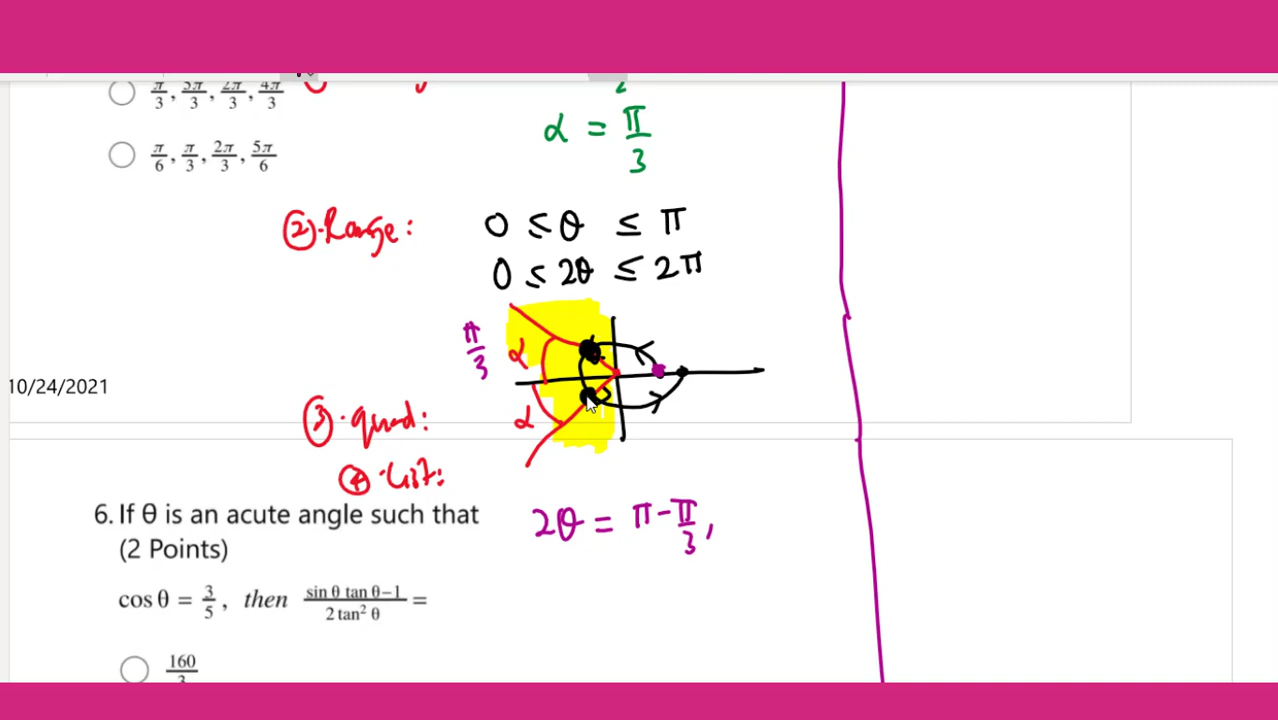 π/3, 5π/3, 2π/3, 4π/3
α = π/3
π/6, π/3, 2π/3, 5π/6
②. Range: 0 ≤ θ ≤ π
0 ≤ 2θ ≤ 2π
π/3 α
10/24/2021
③. quad: α
④. List:
6. If θ is an acute angle such that
2θ = π - π/3,
(2 Points)
cos θ = 3/5, then (sin θ tan θ−1)/(2 tan² θ) =
160